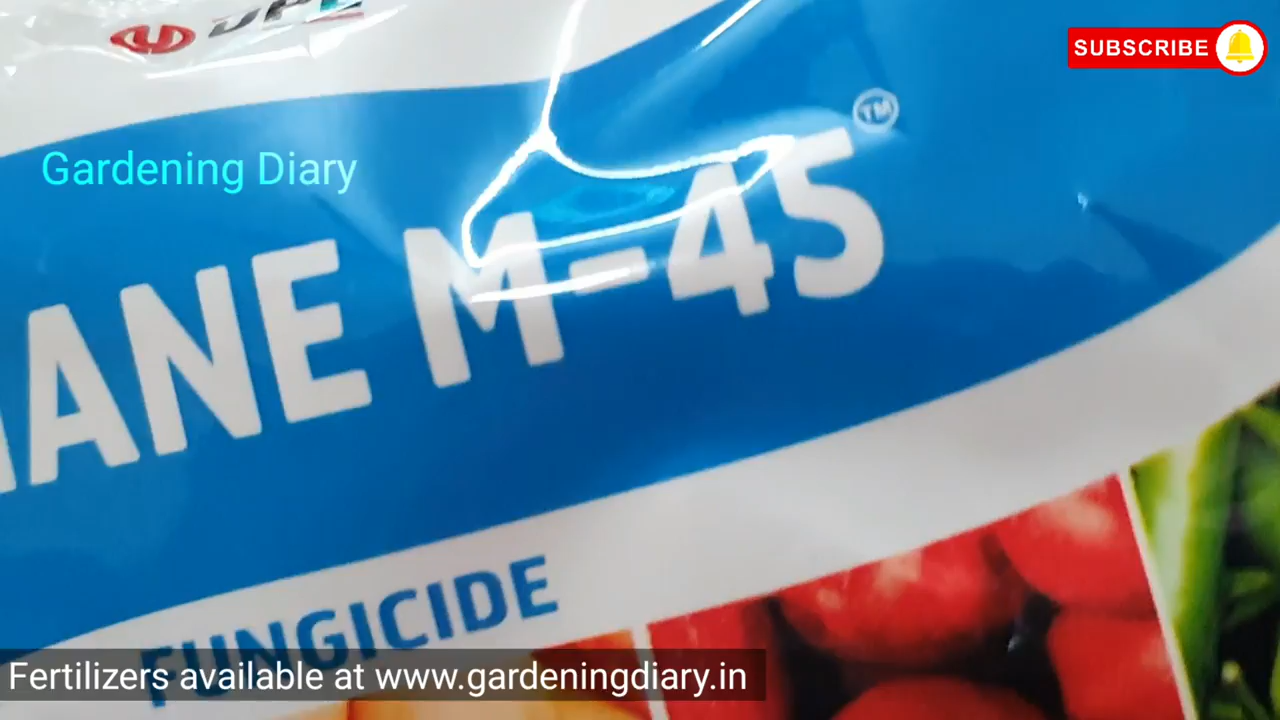 SUBSCRIBE
TM
Gardening Diary
ANE M-45
FUNGICIDE
Fertilizers available at www.gardeningdiary.in